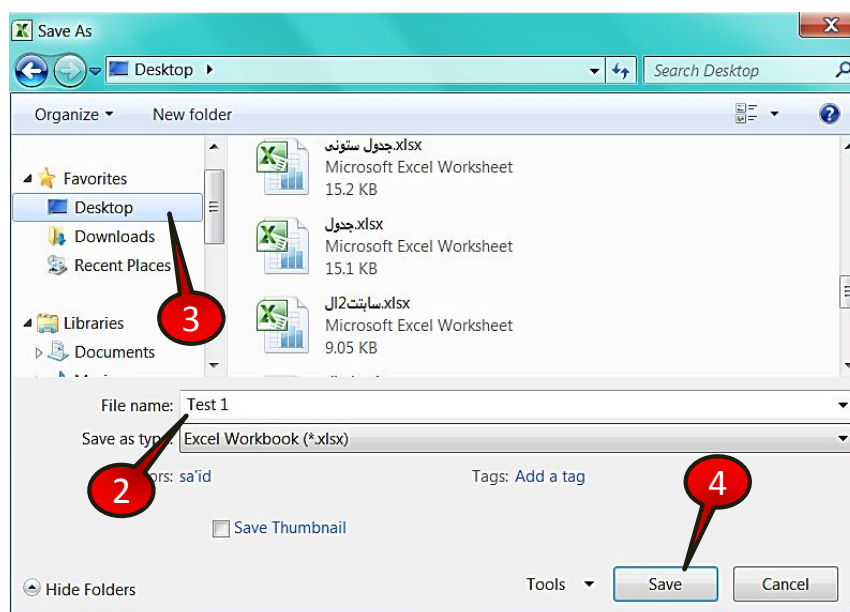 Save As
Desktop
Search Desktop
Organize
New folder
Favorites
Desktop
Downloads
Recent Places
Libraries
Documents
جدول ستونی.xlsx
Microsoft Excel Worksheet
15.2 KB
جدول.xlsx
Microsoft Excel Worksheet
15.1 KB
سابتت2ال.xlsx
Microsoft Excel Worksheet
9.05 KB
3
File name: Test 1
Save as type: Excel Workbook (*.xlsx)
2
sa'id
Tags: Add a tag
4
Save Thumbnail
Hide Folders
Tools
Save
Cancel